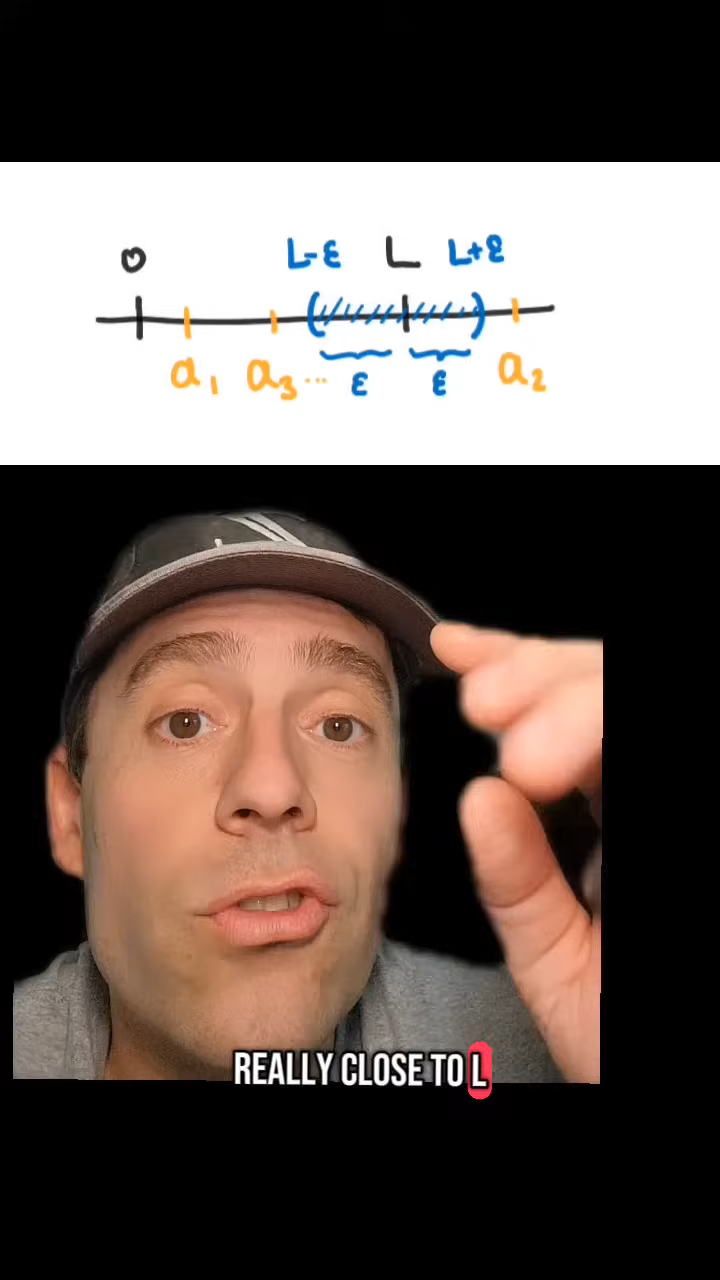 0 L-ε L L+ε
a₁ a₃... ε ε a₂
REALLY CLOSE TO L